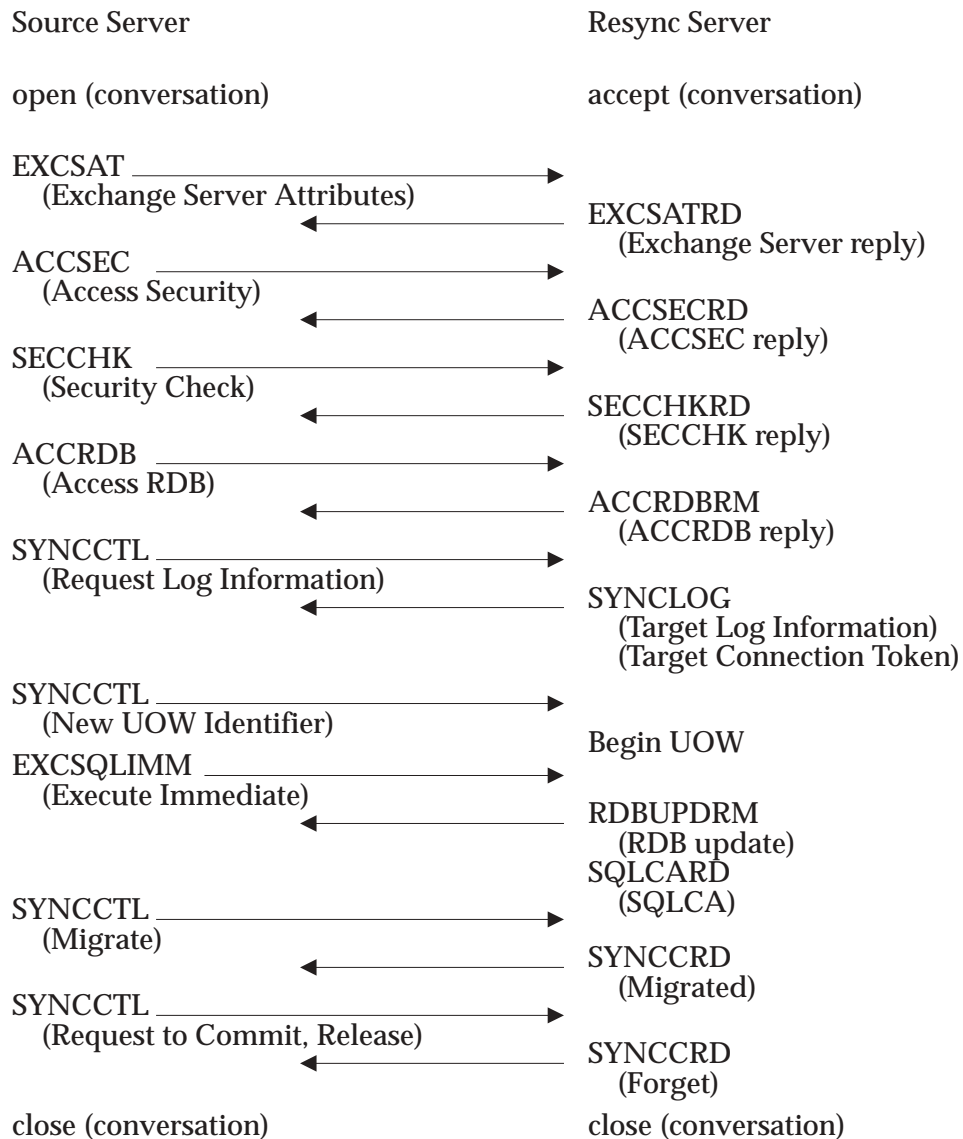 Source Server
Resync Server
open (conversation)
accept (conversation)
EXCSAT
(Exchange Server Attributes)
EXCSATRD
(Exchange Server reply)
ACCSEC
(Access Security)
ACCSECRD
(ACCSEC reply)
SECCHK
(Security Check)
SECCHKRD
(SECCHK reply)
ACCRDB
(Access RDB)
ACCRDBRM
(ACCRDB reply)
SYNCCTL
(Request Log Information)
SYNCLOG
(Target Log Information)
(Target Connection Token)
SYNCCTL
(New UOW Identifier)
Begin UOW
EXCSQLIMM
(Execute Immediate)
RDBUPDRM
(RDB update)
SQLCARD
(SQLCA)
SYNCCTL
(Migrate)
SYNCCRD
(Migrated)
SYNCCTL
(Request to Commit, Release)
SYNCCRD
(Forget)
close (conversation)
close (conversation)